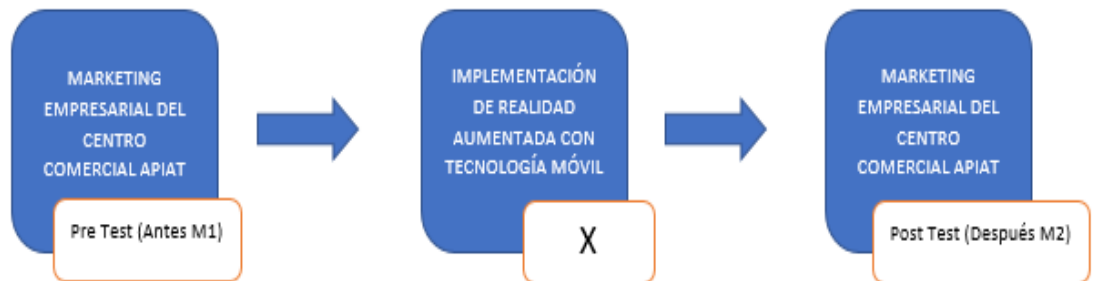 MARKETING
EMPRESARIAL DEL
CENTRO
COMERCIAL APIAT
Pre Test (Antes M1)
IMPLEMENTACIÓN
DE REALIDAD
AUMENTADA CON
TECNOLOGÍA MÓVIL
X
MARKETING
EMPRESARIAL DEL
CENTRO
COMERCIAL APIAT
Post Test (Después M2)